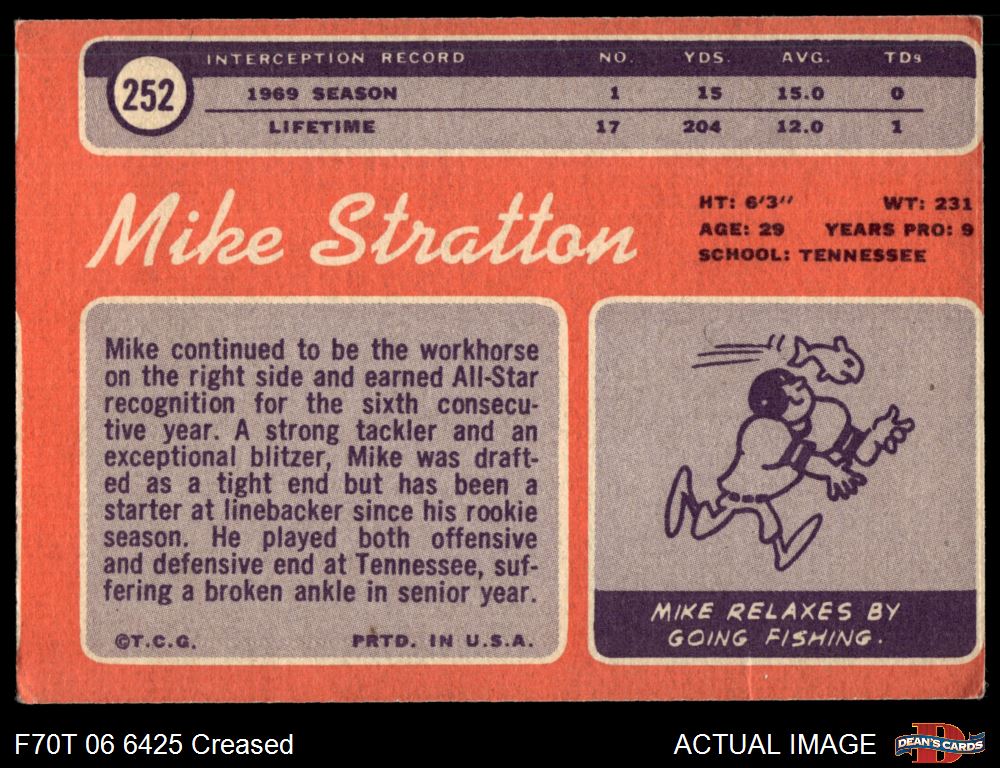 INTERCEPTION RECORD NO. YDS. AVG. TDs
252
1969 SEASON 1 15 15.0 0
LIFETIME 17 204 12.0 1
Mike Stratton
HT: 6'3" WT: 231
AGE: 29 YEARS PRO: 9
SCHOOL: TENNESSEE
Mike continued to be the workhorse
on the right side and earned All-Star
recognition for the sixth consecu-
tive year. A strong tackler and an
exceptional blitzer, Mike was draft-
ed as a tight end but has been a
starter at linebacker since his rookie
season. He played both offensive
and defensive end at Tennessee, suf-
fering a broken ankle in senior year.
©T.C.G. PRTD. IN U.S.A.
MIKE RELAXES BY
GOING FISHING.
F70T 06 6425 Creased
ACTUAL IMAGE
D
DEAN'S CARDS